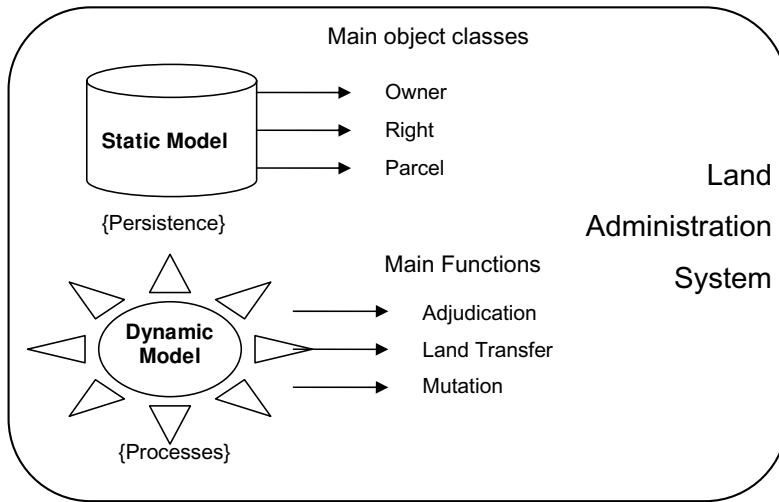 Main object classes
Owner
Static Model
Right
Parcel
{Persistence}
Land
Administration
System
Main Functions
Adjudication
Dynamic
Model
Land Transfer
Mutation
{Processes}